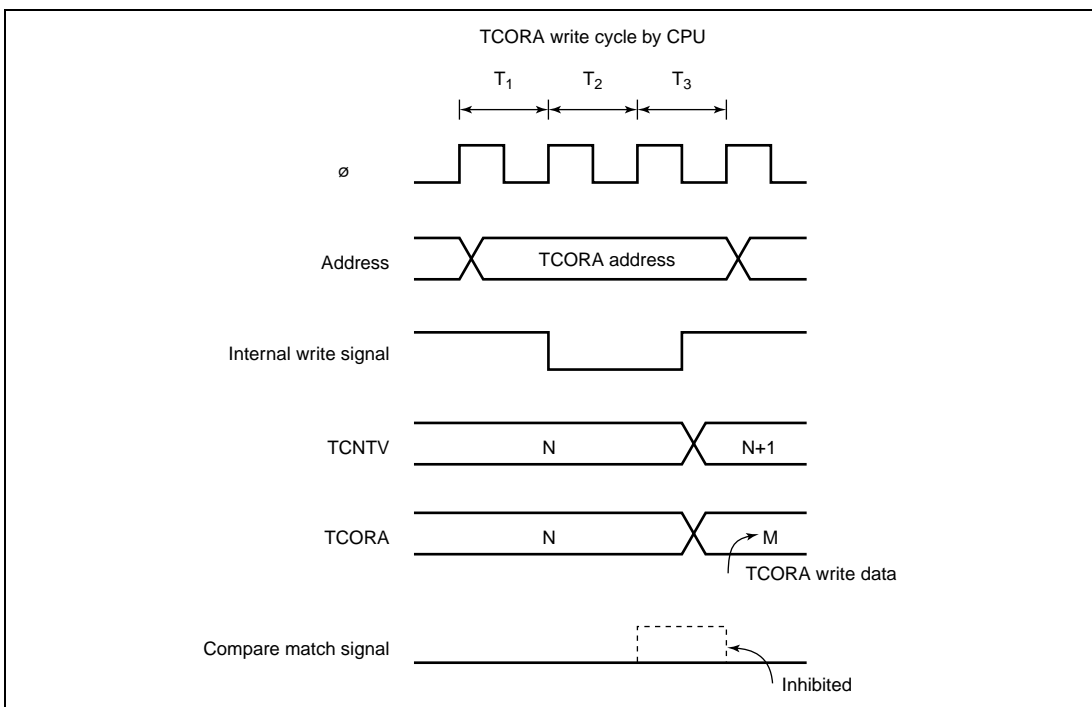 TCORA write cycle by CPU
T1 T2 T3
ø
Address TCORA address
Internal write signal
TCNTV N N+1
TCORA N M
TCORA write data
Compare match signal
Inhibited